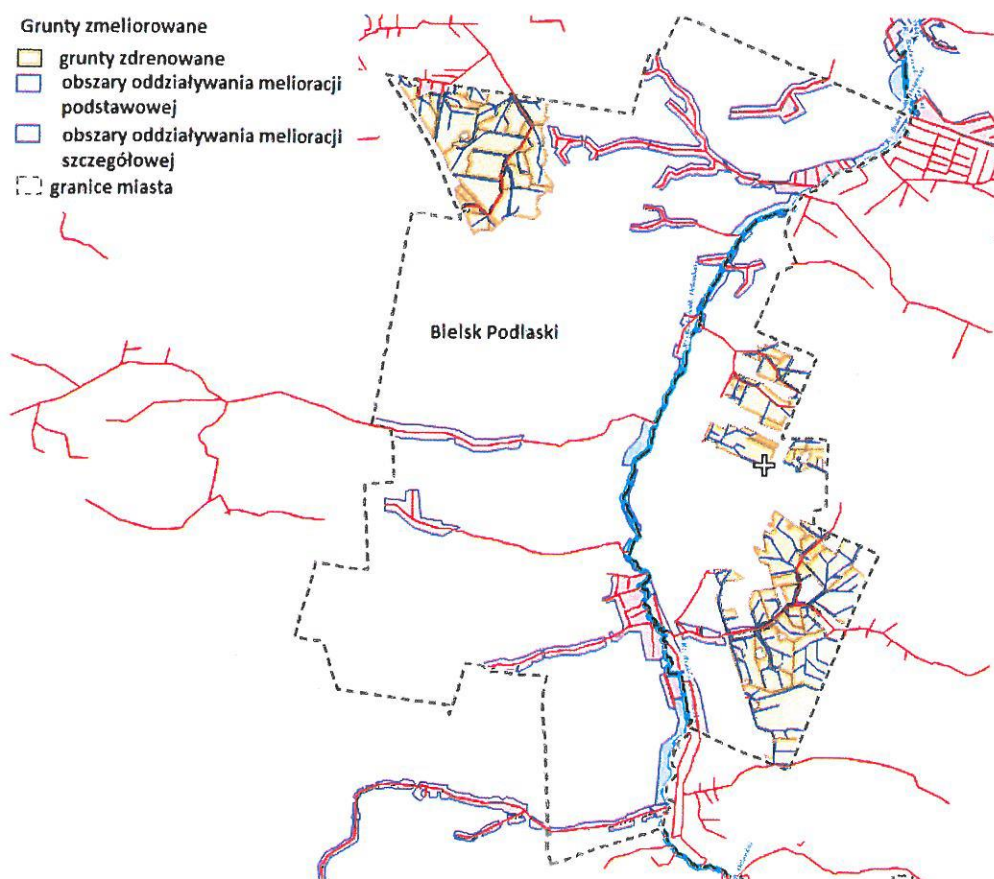 Grunty zmeliorowane
grunty zdrenowane
obszary oddziaływania melioracji
podstawowej
obszary oddziaływania melioracji
szczegółowej
granice miasta
Bielsk Podlaski